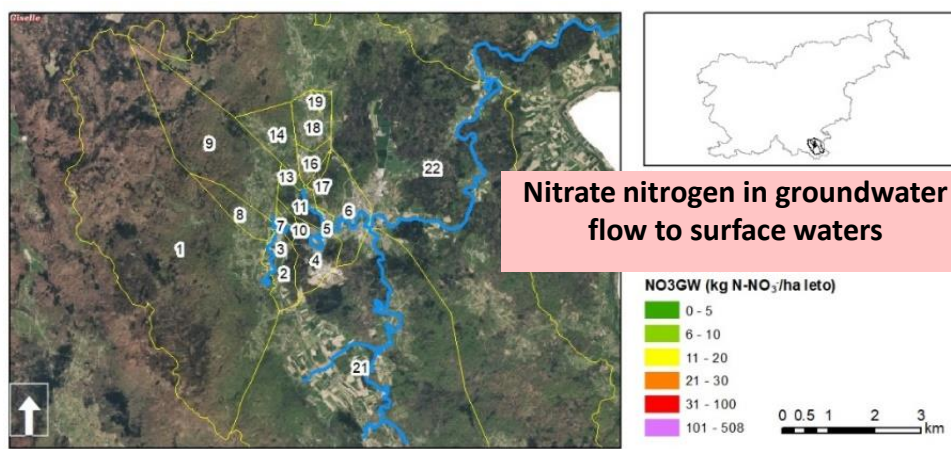 Giselle
19
14
18
9
16
22
13
17
11
6
8
7
10
5
1
3
4
2
21
Nitrate nitrogen in groundwater
flow to surface waters
NO3GW (kg N-NO₃⁻/ha leto)
0 - 5
6 - 10
11 - 20
21 - 30
31 - 100
101 - 508
0 0.5 1 2 3
km